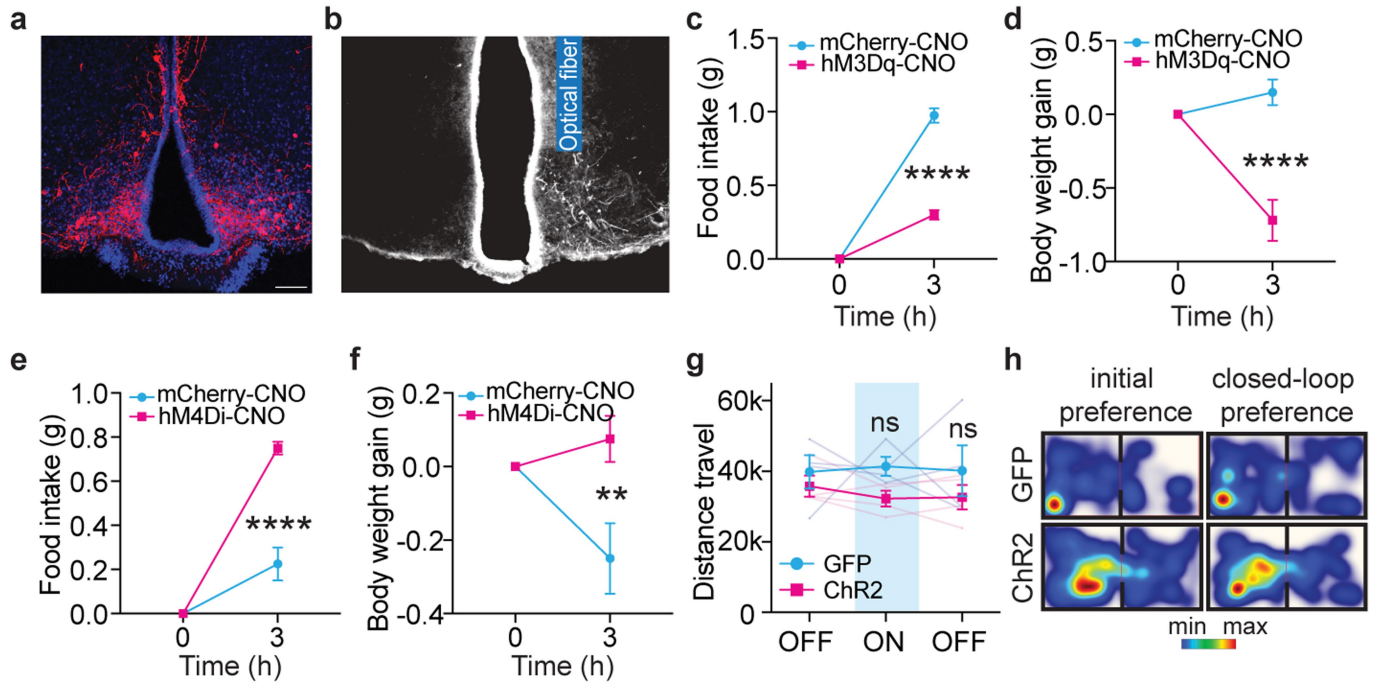 a
b
Optical fiber
c
mCherry-CNO
hM3Dq-CNO
Food intake (g)
1.5
1.0
0.5
0.0
****
0 3
Time (h)
d
mCherry-CNO
hM3Dq-CNO
Body weight gain (g)
0.5
0.0
-0.5
-1.0
****
0 3
Time (h)
e
mCherry-CNO
hM4Di-CNO
Food intake (g)
1.0
0.8
0.6
0.4
0.2
0.0
****
0 3
Time (h)
f
mCherry-CNO
hM4Di-CNO
Body weight gain (g)
0.2
0.0
-0.2
-0.4
**
0 3
Time (h)
g
Distance travel
60k
40k
20k
0
ns ns
GFP
ChR2
OFF ON OFF
h
initial
preference
closed-loop
preference
GFP
ChR2
min max